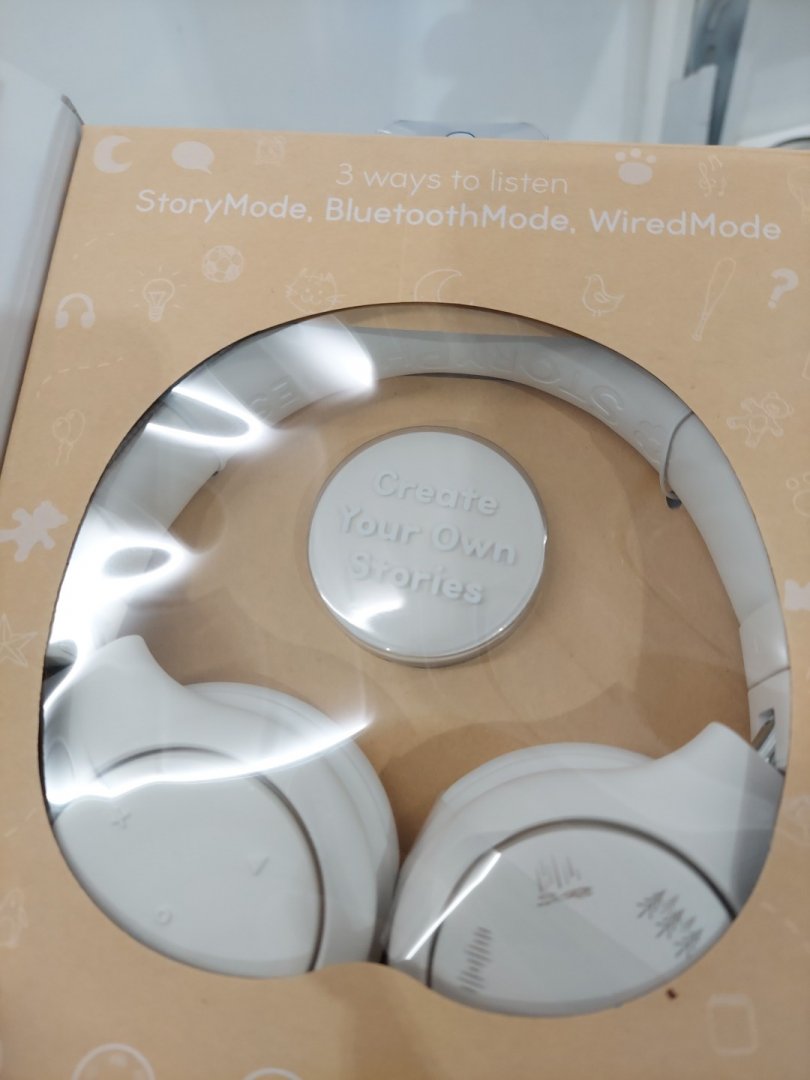 3 ways to listen
StoryMode, BluetoothMode, WiredMode
Create
Your Own
Stories